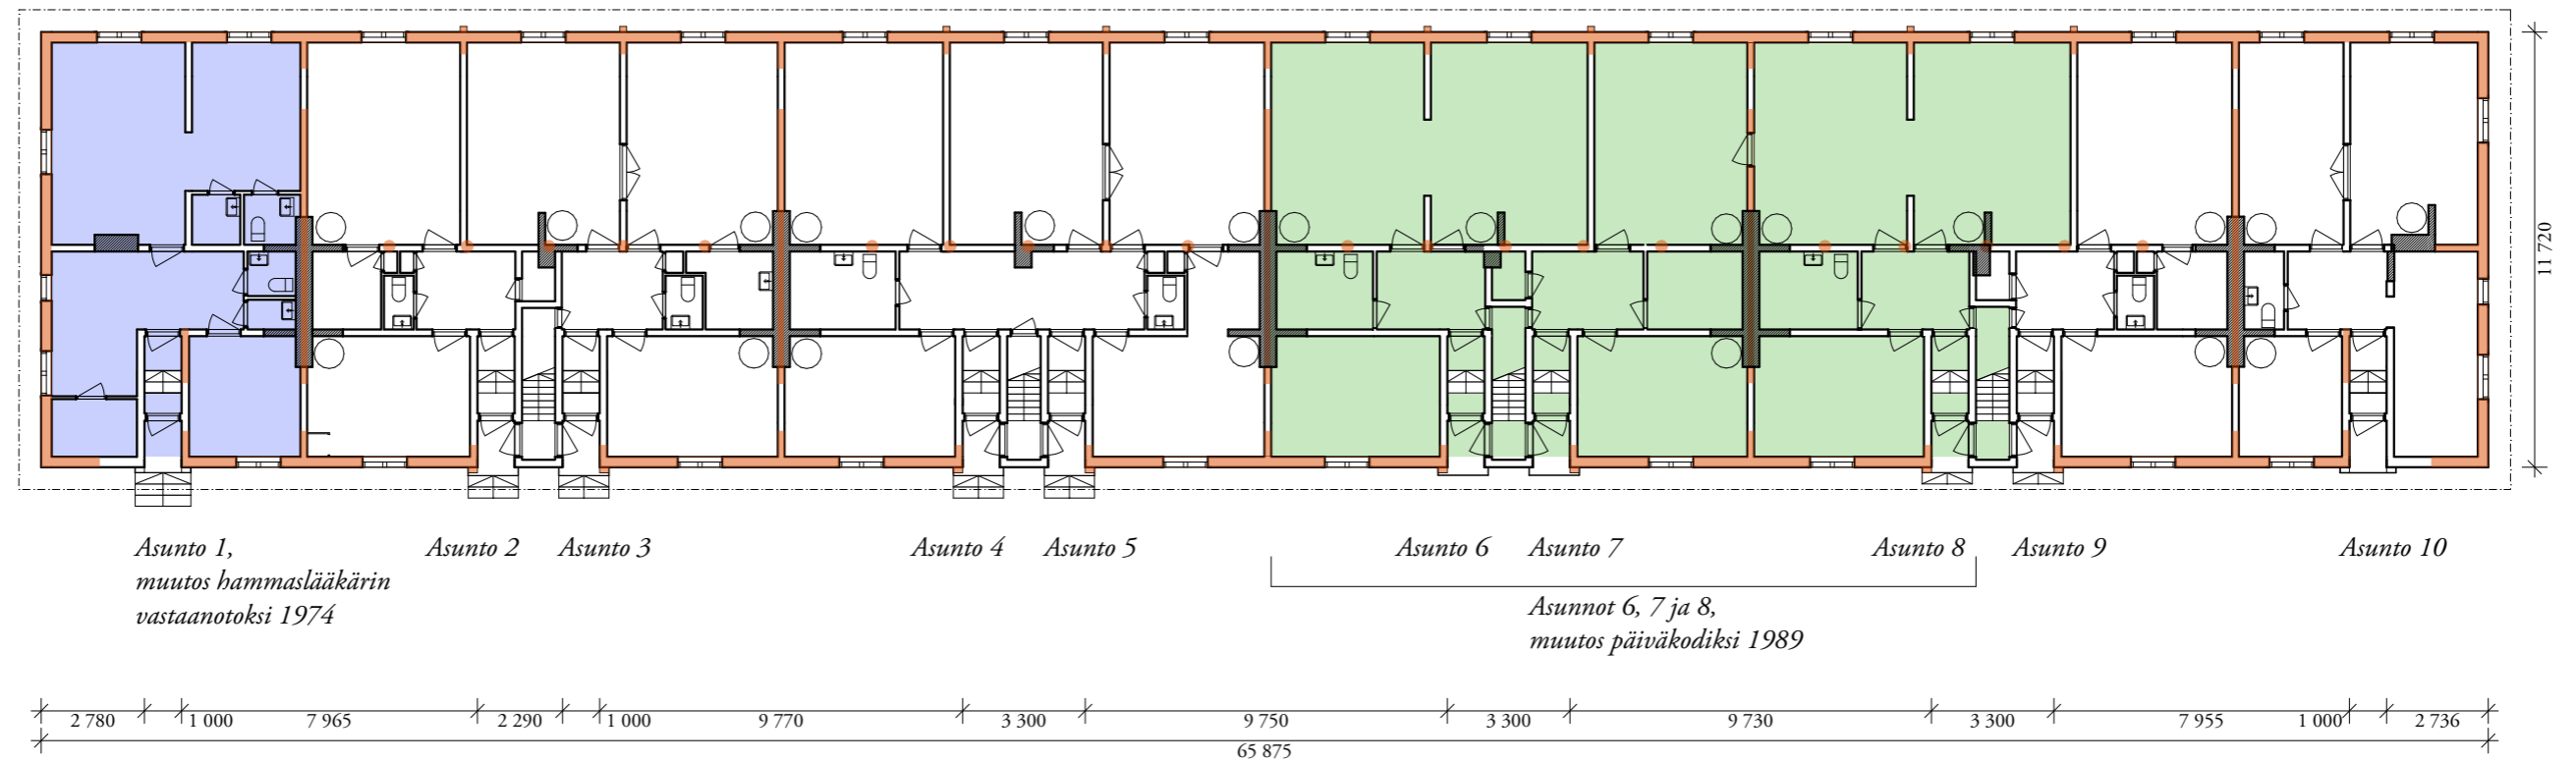 11 720
Asunto 1,
muutos hammaslääkärin
vastaanotoksi 1974
Asunto 2
Asunto 3
Asunto 4
Asunto 5
Asunto 6
Asunto 7
Asunto 8
Asunto 9
Asunto 10
Asunnot 6, 7 ja 8,
muutos päiväkodiksi 1989
2 780
1 000
7 965
2 290
1 000
9 770
3 300
9 750
3 300
9 730
3 300
7 955
1 000
2 736
65 875